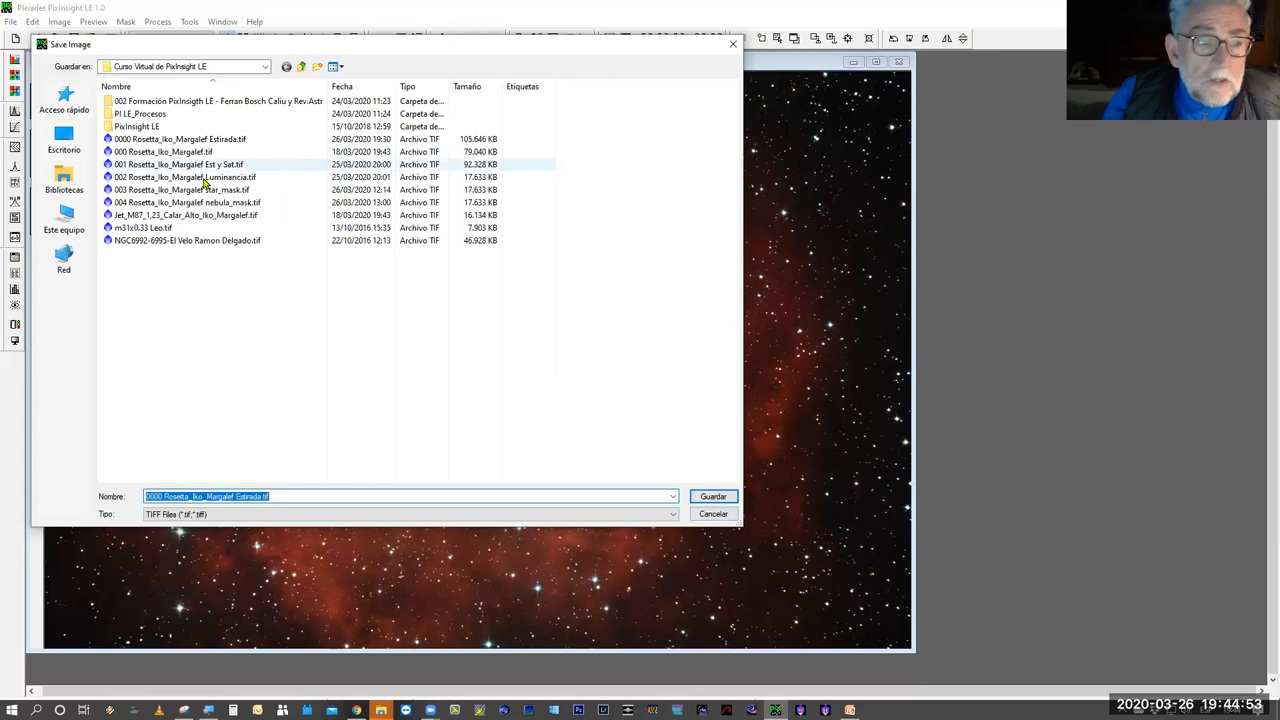 Pleiades PixInsight LE 1.0
File Edit Image Preview Mask Process Tools Window Help
Save Image
Guardar en: Curso Virtual de PixInsight LE
Nombre Fecha Tipo Tamaño Etiquetas
002 Formación PixInsigth LE - Ferran Bosch Caliu y Rev.Astr 24/03/2020 11:23 Carpeta de...
PI LE_Procesos 24/03/2020 11:24 Carpeta de...
PixInsight LE 15/10/2018 12:59 Carpeta de...
0000 Rosetta_Iko_Margalef Estirada.tif 26/03/2020 19:30 Archivo TIF 105.646 KB
000 Rosetta_Iko_Margalef.tif 18/03/2020 19:43 Archivo TIF 79.040 KB
001 Rosetta_Iko_Margalef Est y Sat.tif 25/03/2020 20:00 Archivo TIF 92.328 KB
002 Rosetta_Iko_Margalef Luminancia.tif 25/03/2020 20:01 Archivo TIF 17.633 KB
003 Rosetta_Iko_Margalef star_mask.tif 26/03/2020 12:14 Archivo TIF 17.633 KB
004 Rosetta_Iko_Margalef nebula_mask.tif 26/03/2020 13:00 Archivo TIF 17.633 KB
Jet_M87_1,23_Calar_Alto_Iko_Margalef.tif 18/03/2020 19:43 Archivo TIF 16.134 KB
m31x0.33 Leo.tif 13/10/2016 15:35 Archivo TIF 7.903 KB
NGC6992-6995-El Velo Ramon Delgado.tif 22/10/2016 12:13 Archivo TIF 46.928 KB
Acceso rápido
Escritorio
Bibliotecas
Este equipo
Red
Nombre: 0000 Rosetta_Iko_Margalef Estirada.tif Guardar
Tipo: TIFF Files (*.tif;*.tiff) Cancelar
2020-03-26 19:44:53